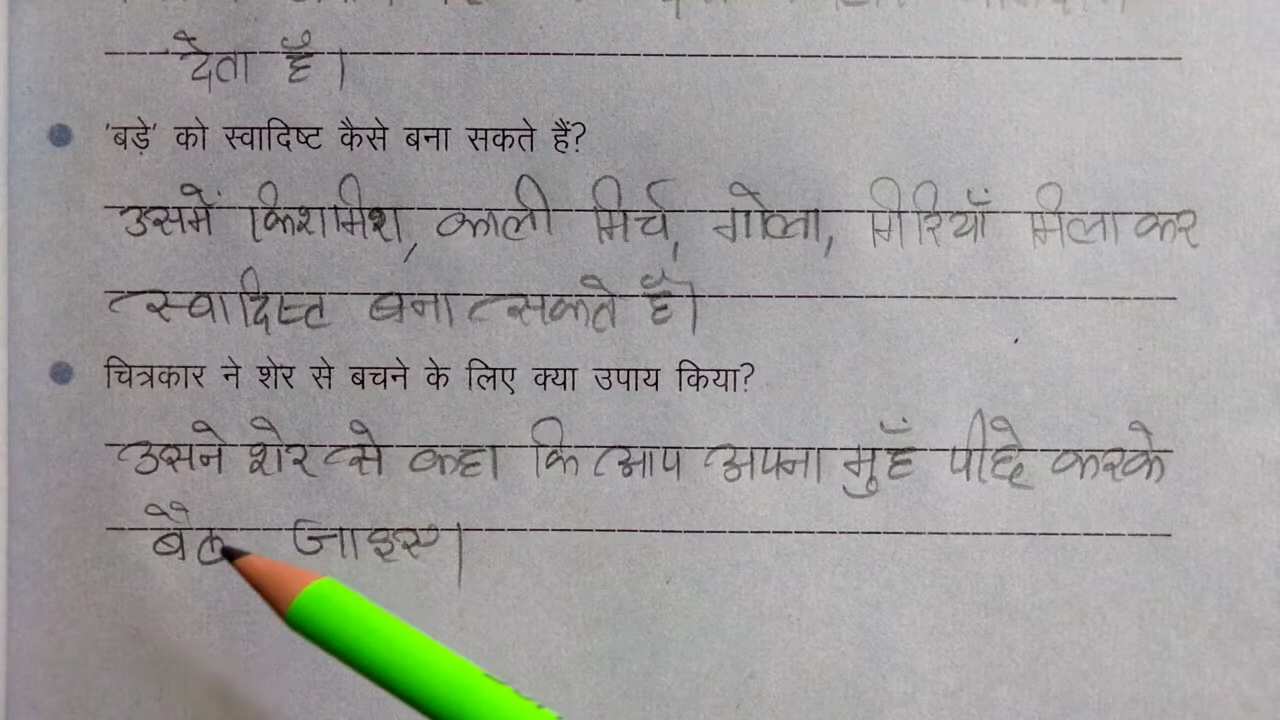 देता है।
'बड़े' को स्वादिष्ट कैसे बना सकते हैं?
उसमें किशमिश, काली मिर्च, गोला, गिरियाँ मिलाकर
स्वादिष्ट बना सकते हैं।
चित्रकार ने शेर से बचने के लिए क्या उपाय किया?
उसने शेर से कहा कि आप अपना मुहँ पीछे करके
बैठ जाइए।